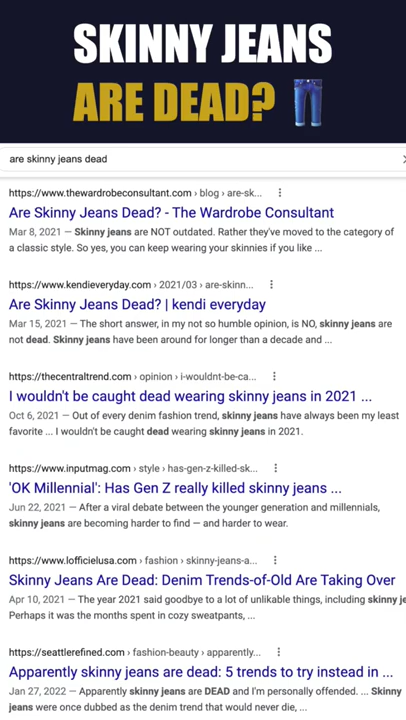 SKINNY JEANS
ARE DEAD?
are skinny jeans dead
https://www.thewardrobeconsultant.com › blog › are-sk...
Are Skinny Jeans Dead? - The Wardrobe Consultant
Mar 8, 2021 — Skinny jeans are NOT outdated. Rather they've moved to the category of
a classic style. So yes, you can keep wearing your skinnies if you like ...
https://www.kendieveryday.com › 2021/03 › are-skinn...
Are Skinny Jeans Dead? | kendi everyday
Mar 15, 2021 — The short answer, in my not so humble opinion, is NO, skinny jeans are
not dead. Skinny jeans have been around for longer than a decade and ...
https://thecentraltrend.com › opinion › i-wouldnt-be-ca...
I wouldn't be caught dead wearing skinny jeans in 2021 ...
Oct 6, 2021 — Out of every denim fashion trend, skinny jeans have always been my least
favorite ... I wouldn't be caught dead wearing skinny jeans in 2021.
https://www.inputmag.com › style › has-gen-z-killed-sk...
'OK Millennial': Has Gen Z really killed skinny jeans ...
Jun 22, 2021 — After a viral debate between the younger generation and millennials,
skinny jeans are becoming harder to find — and harder to wear.
https://www.lofficielusa.com › fashion › skinny-jeans-a...
Skinny Jeans Are Dead: Denim Trends-of-Old Are Taking Over
Apr 10, 2021 — The year 2021 said goodbye to a lot of unlikable things, including skinny je
Perhaps it was the months spent in cozy sweatpants, ...
https://seattlerefined.com › fashion-beauty › apparently...
Apparently skinny jeans are dead: 5 trends to try instead in ...
Jan 27, 2022 — Apparently skinny jeans are DEAD and I'm personally offended. ... Skinny
jeans were once dubbed as the denim trend that would never die, ...